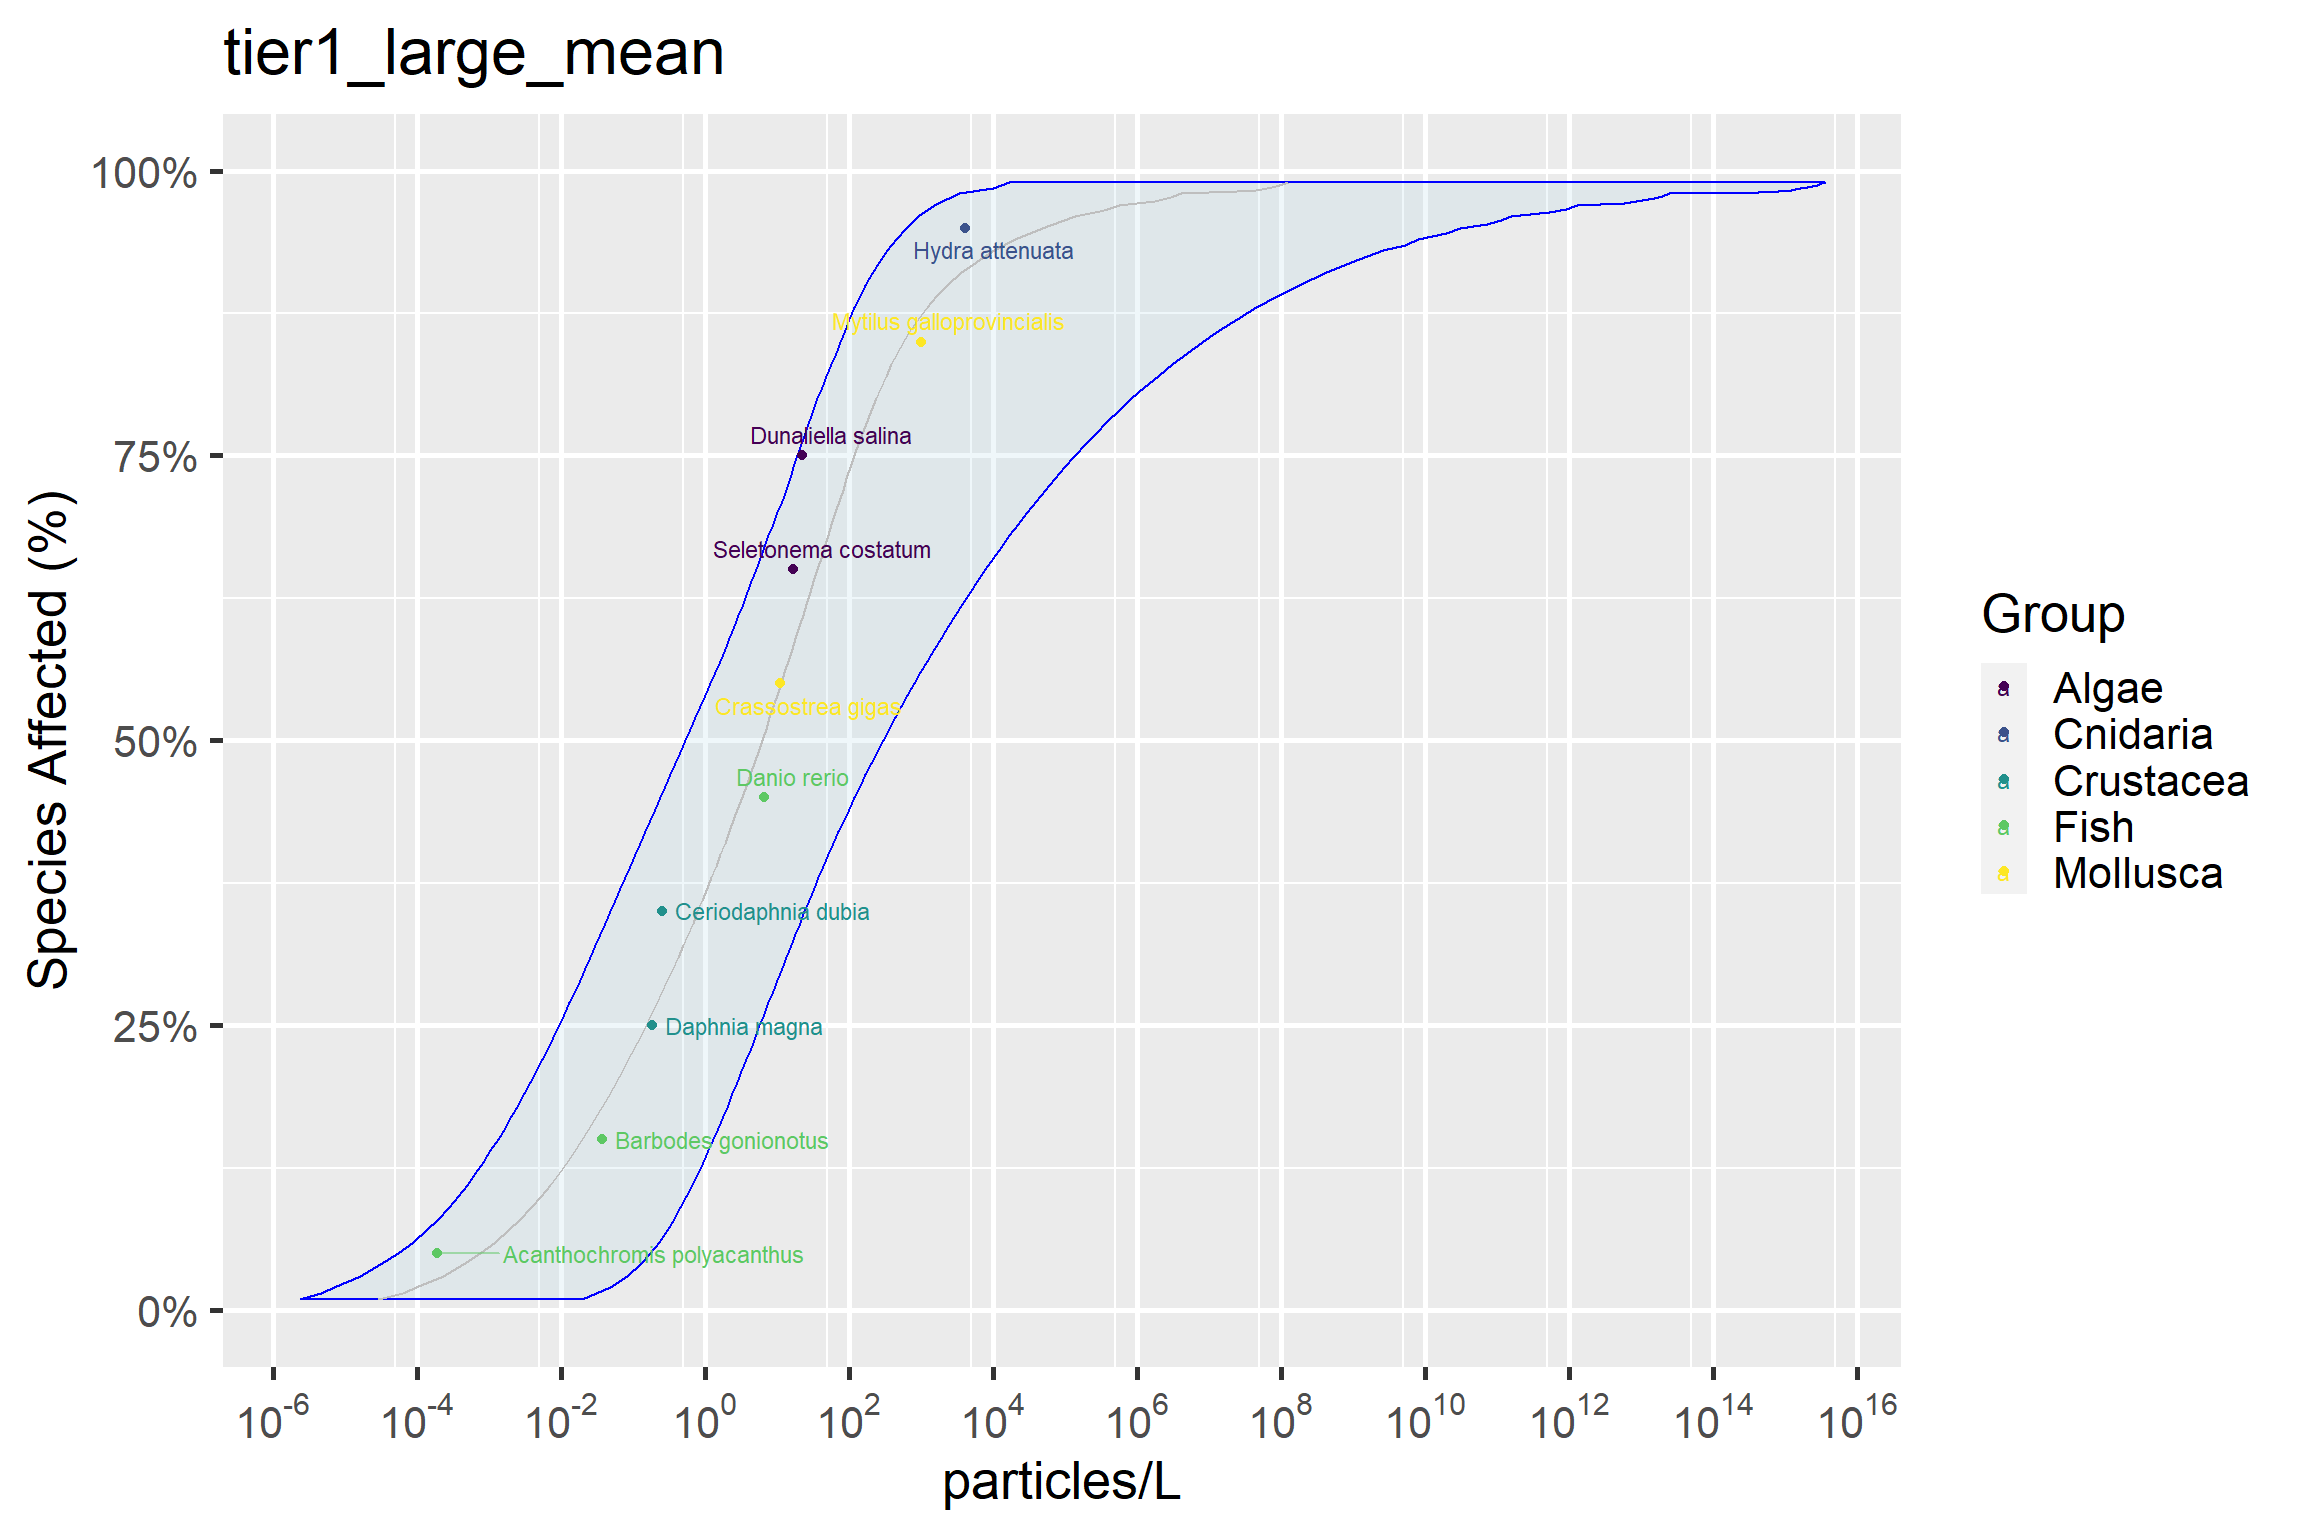 tier1_large_mean
Species Affected (%)
100%
75%
50%
25%
0%
Hydra attenuata
Mytilus galloprovincialis
Dunaliella salina
Seletonema costatum
Crassostrea gigas
Danio rerio
Ceriodaphnia dubia
Daphnia magna
Barbodes gonionotus
Acanthochromis polyacanthus
10-6 10-4 10-2 100 102 104 106 108 1010 1012 1014 1016
particles/L
Group
a Algae
a Cnidaria
a Crustacea
a Fish
a Mollusca